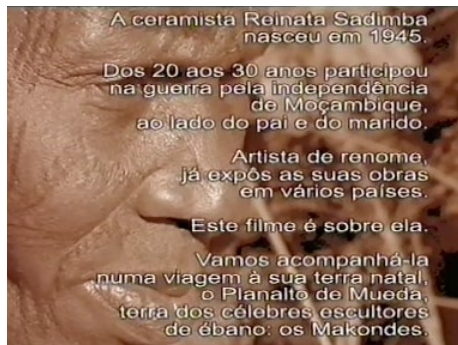 A ceramista Reinata Sadimba
nasceu em 1945.
Dos 20 aos 30 anos participou
na guerra pela independência
de Moçambique,
ao lado do pai e do marido.
Artista de renome,
já expôs as suas obras
em vários países.
Este filme é sobre ela.
Vamos acompanhá-la
numa viagem à sua terra natal,
o Planalto de Mueda,
terra dos célebres escultores
de ébano: os Makondes.